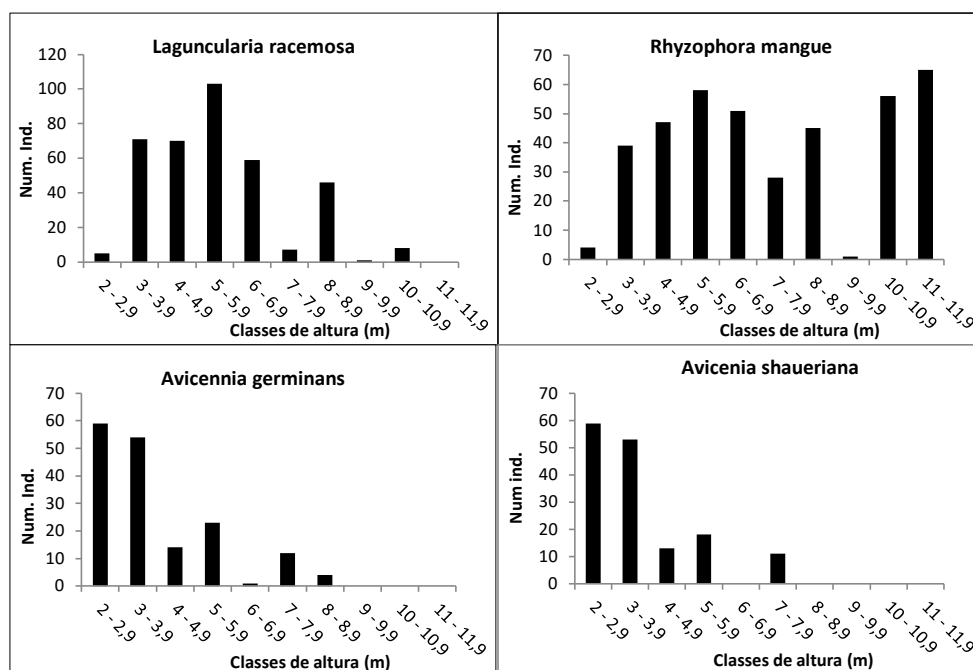 Laguncularia racemosa
Num. Ind.
120
100
80
60
40
20
0
2 - 2,9
3 - 3,9
4 - 4,9
5 - 5,9
6 - 6,9
7 - 7,9
8 - 8,9
9 - 9,9
10 - 10,9
11 - 11,9
Classes de altura (m)
Rhyzophora mangue
Num. Ind.
70
60
50
40
30
20
10
0
2 - 2,9
3 - 3,9
4 - 4,9
5 - 5,9
6 - 6,9
7 - 7,9
8 - 8,9
9 - 9,9
10 - 10,9
11 - 11,9
Classes de altura (m)
Avicennia germinans
Num. Ind.
70
60
50
40
30
20
10
0
2 - 2,9
3 - 3,9
4 - 4,9
5 - 5,9
6 - 6,9
7 - 7,9
8 - 8,9
9 - 9,9
10 - 10,9
11 - 11,9
Classes de altura (m)
Avicenia shaueriana
Num ind.
70
60
50
40
30
20
10
0
2 - 2,9
3 - 3,9
4 - 4,9
5 - 5,9
6 - 6,9
7 - 7,9
8 - 8,9
9 - 9,9
10 - 10,9
11 - 11,9
Classes de altura (m)